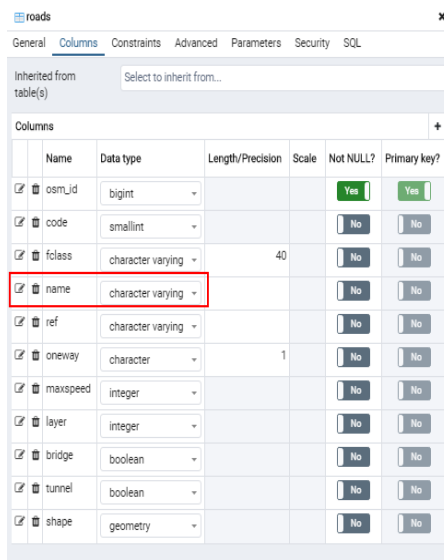 roads
General Columns Constraints Advanced Parameters Security SQL
Inherited from table(s) Select to inherit from...
Columns
Name Data type Length/Precision Scale Not NULL? Primary key?
osm_id bigint Yes Yes
code smallint No No
fclass character varying 40 No No
name character varying No No
ref character varying No No
oneway character 1 No No
maxspeed integer No No
layer integer No No
bridge boolean No No
tunnel boolean No No
shape geometry No No